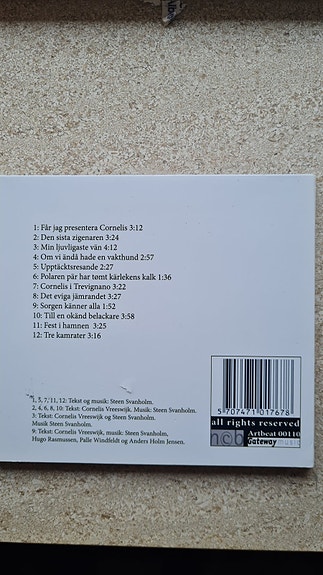 1: Får jag presentera Cornelis 3:12
2: Den sista zigenaren 3:24
3: Min ljuvligaste vän 4:12
4: Om vi ändå hade en vakthund 2:57
5: Upptäcktsresande 2:27
6: Polaren pär har tømt kärlekens kalk 1:36
7: Cornelis i Trevignano 3:22
8: Det eviga jämrandet 3:27
9: Sorgen känner alla 1:52
10: Till en okänd belackare 3:58
11: Fest i hamnen 3:25
12: Tre kamrater 3:16
1, 5, 7, 11, 12: Tekst og musik: Steen Svanholm.
2, 4, 6, 8, 10: Tekst: Cornelis Vreeswijk. Musik: Steen Svanholm.
3: Tekst: Cornelis Vreeswijk.
Musik Steen Svanholm.
9: Tekst: Cornelis Vreeswijk, musik: Steen Svanholm,
Hugo Rasmussen, Palle Windfeldt og Anders Holm Jensen.
5 707471 017678
all rights reserved
ncb Artbeat 00110
Gateway music